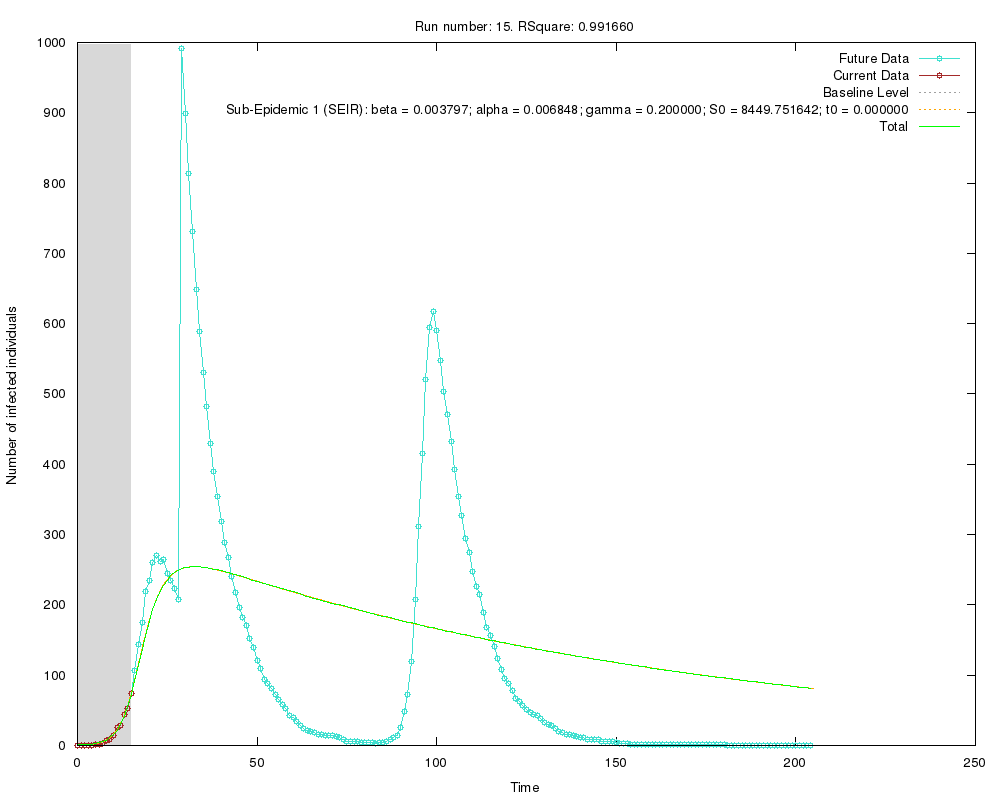 Run number: 15. RSquare: 0.991660
Future Data
Current Data
Baseline Level
Sub-Epidemic 1 (SEIR): beta = 0.003797; alpha = 0.006848; gamma = 0.200000; S0 = 8449.751642; t0 = 0.000000
Total
Number of infected individuals
1000
900
800
700
600
500
400
300
200
100
0
0 50 100 150 200 250
Time